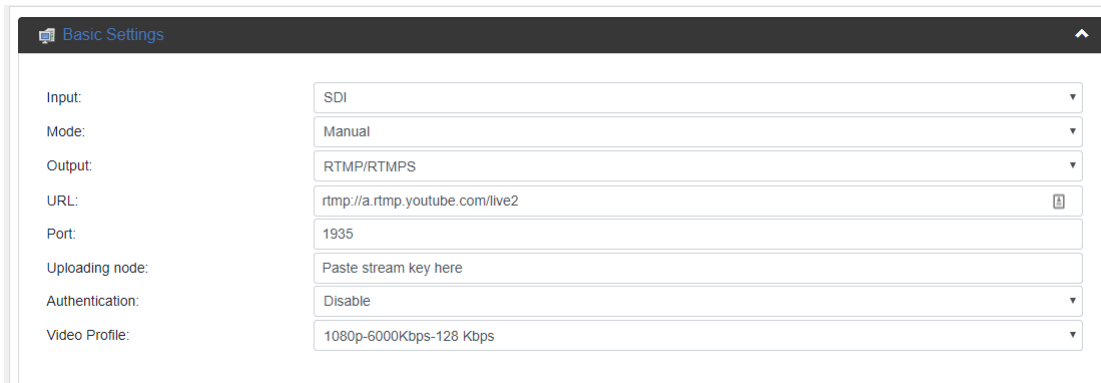 Basic Settings
Input: SDI
Mode: Manual
Output: RTMP/RTMPS
URL: rtmp://a.rtmp.youtube.com/live2
Port: 1935
Uploading node: Paste stream key here
Authentication: Disable
Video Profile: 1080p-6000Kbps-128 Kbps